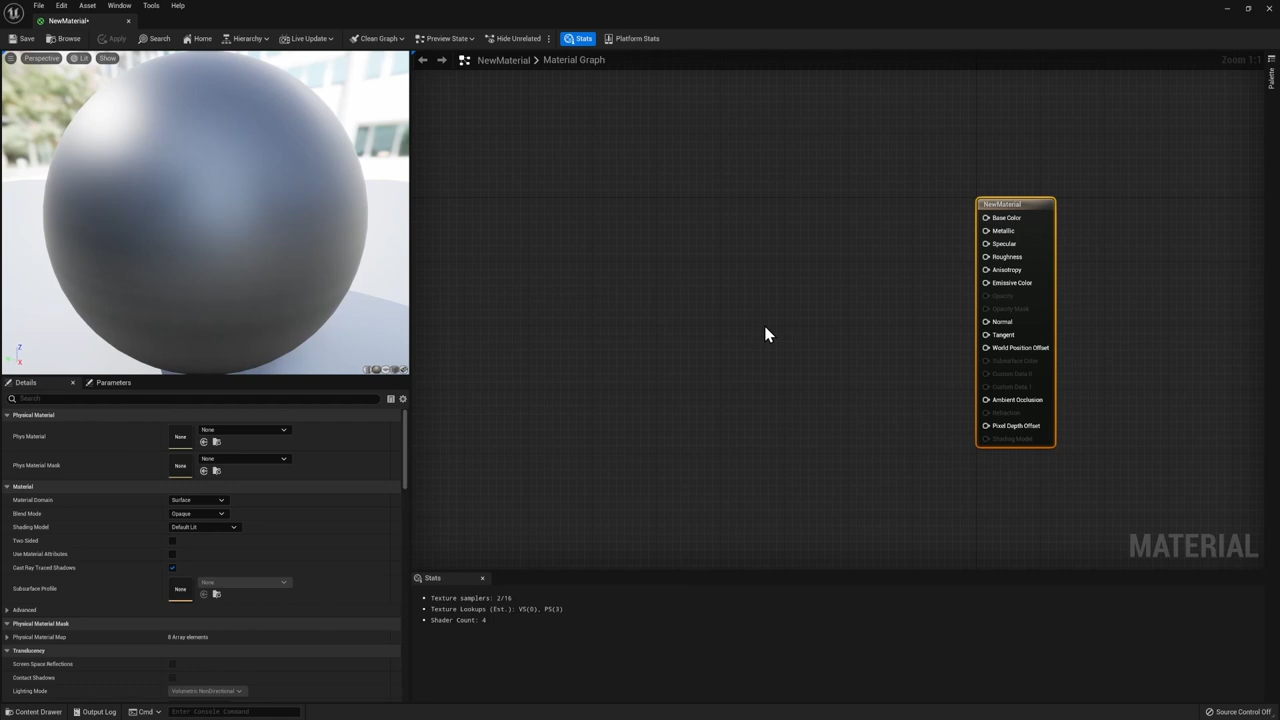 File Edit Asset Window Tools Help
NewMaterial*
Save Browse Apply Search Home Hierarchy Live Update Clean Graph Preview State Hide Unrelated Stats Platform Stats
Perspective Lit Show
NewMaterial > Material Graph
Zoom 1:1
Palette
NewMaterial
Base Color
Metallic
Specular
Roughness
Anisotropy
Emissive Color
Opacity
Opacity Mask
Normal
Tangent
World Position Offset
Subsurface Color
Custom Data 0
Custom Data 1
Ambient Occlusion
Refraction
Pixel Depth Offset
Shading Model
MATERIAL
Z
X
Details Parameters
Search
Physical Material
Phys Material None None
Phys Material Mask None None
Material
Material Domain Surface
Blend Mode Opaque
Shading Model Default Lit
Two Sided
Use Material Attributes
Cast Ray Traced Shadows
Subsurface Profile None None
Advanced
Physical Material Mask
Physical Material Map 8 Array elements
Translucency
Screen Space Reflections
Contact Shadows
Lighting Mode Volumetric NonDirectional
Stats
Texture samplers: 2/16
Texture Lookups (Est.): VS(0), PS(3)
Shader Count: 4
Content Drawer Output Log Cmd Enter Console Command Source Control Off